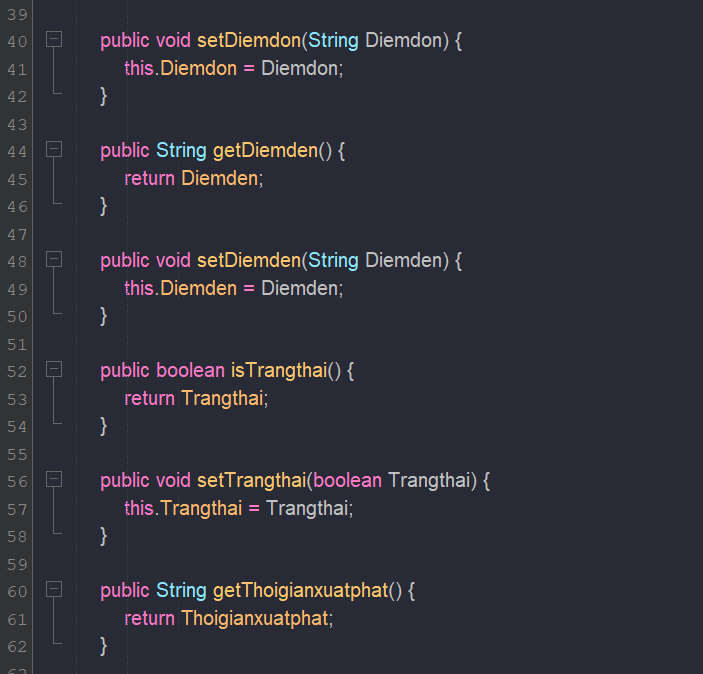 39
40 public void setDiemdon(String Diemdon) {
41 this.Diemdon = Diemdon;
42 }
43
44 public String getDiemden() {
45 return Diemden;
46 }
47
48 public void setDiemden(String Diemden) {
49 this.Diemden = Diemden;
50 }
51
52 public boolean isTrangthai() {
53 return Trangthai;
54 }
55
56 public void setTrangthai(boolean Trangthai) {
57 this.Trangthai = Trangthai;
58 }
59
60 public String getThoigianxuatphat() {
61 return Thoigianxuatphat;
62 }